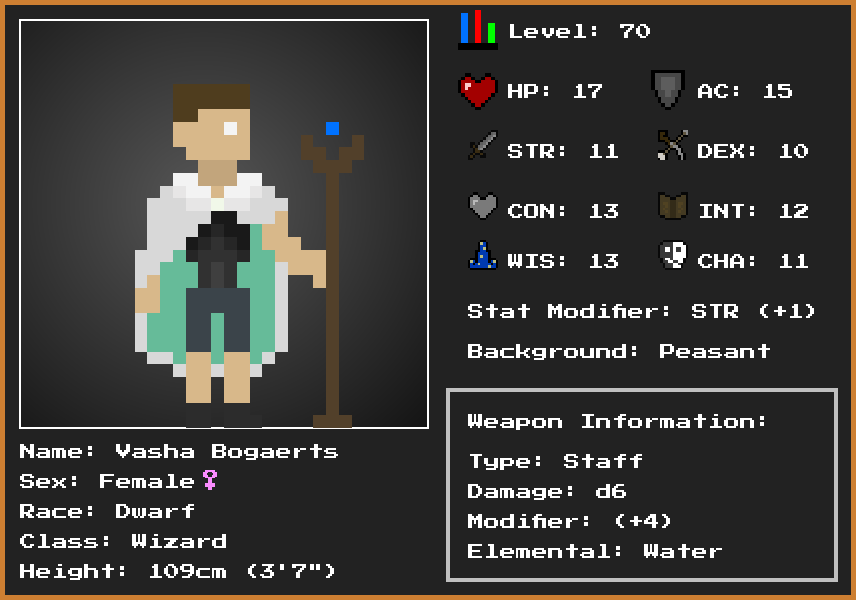 Level: 70
HP: 17
AC: 15
STR: 11
DEX: 10
CON: 13
INT: 12
WIS: 13
CHA: 11
Stat Modifier: STR (+1)
Background: Peasant
Weapon Information:
Type: Staff
Damage: d6
Modifier: (+4)
Elemental: Water
Name: Vasha Bogaerts
Sex: Female♀
Race: Dwarf
Class: Wizard
Height: 109cm (3'7")